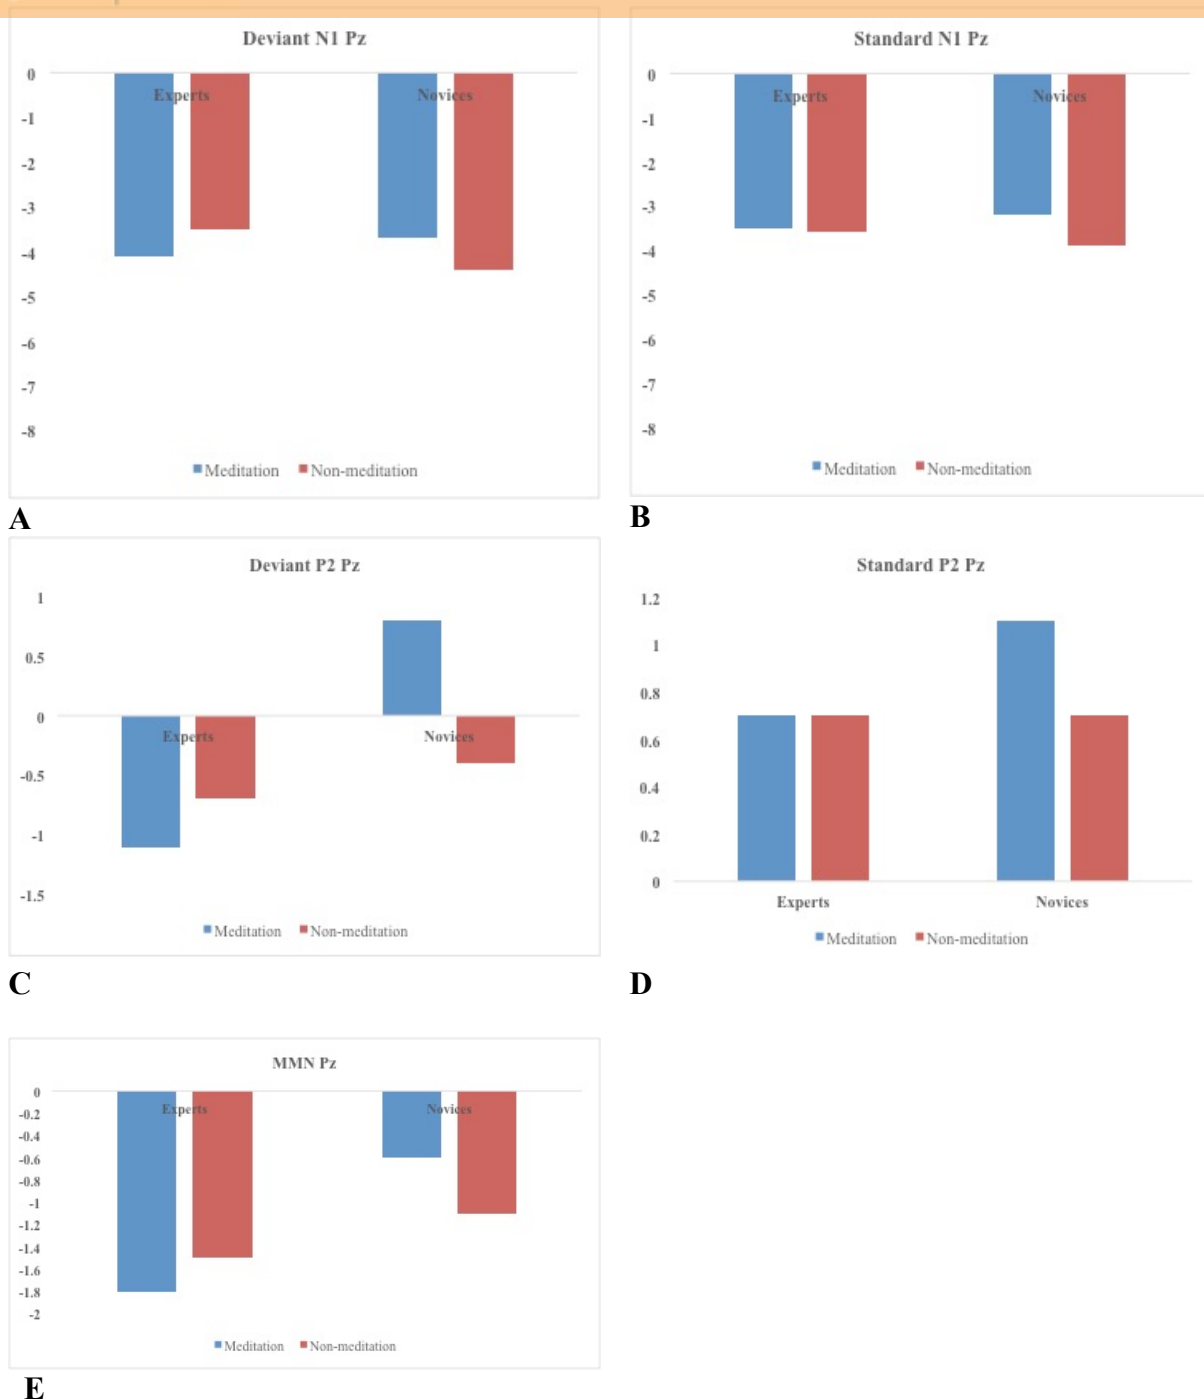 Deviant N1 Pz
0
Experts
Novices
-1
-2
-3
-4
-5
-6
-7
-8
Meditation Non-meditation
A
Standard N1 Pz
0
Experts
Novices
-1
-2
-3
-4
-5
-6
-7
-8
Meditation Non-meditation
B
Deviant P2 Pz
1
0.5
0
Experts
Novices
-0.5
-1
-1.5
Meditation Non-meditation
C
Standard P2 Pz
1.2
1
0.8
0.6
0.4
0.2
0
Experts
Novices
Meditation Non-meditation
D
MMN Pz
0
Experts
Novices
-0.2
-0.4
-0.6
-0.8
-1
-1.2
-1.4
-1.6
-1.8
-2
Meditation Non-meditation
E